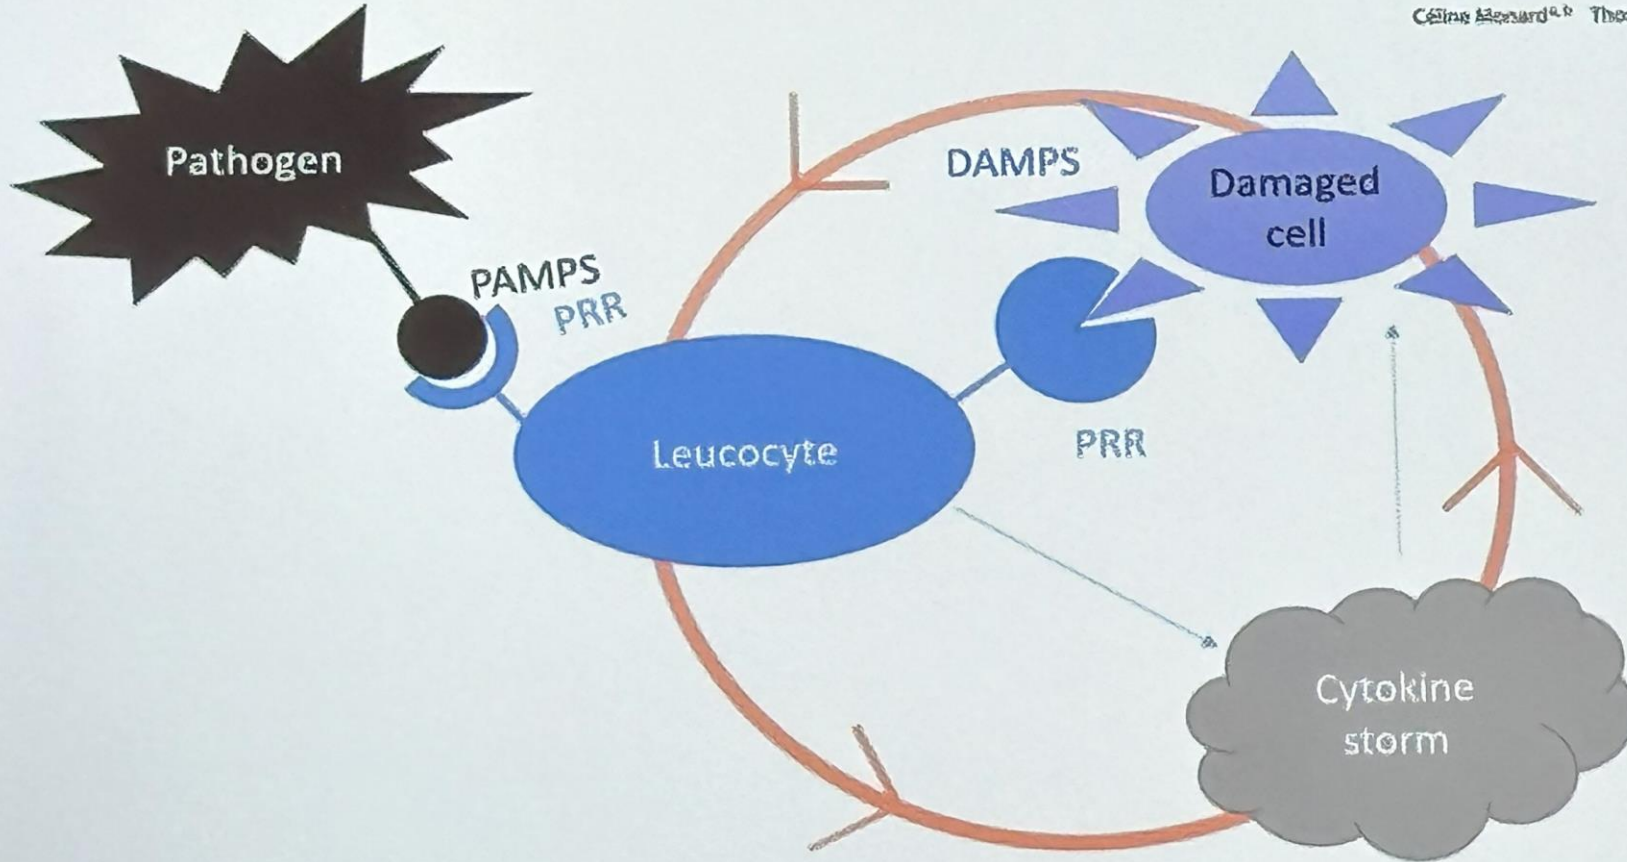 Pathogen
PAMPS
PRR
DAMPS
Damaged
cell
Leucocyte
PRR
Cytokine
storm